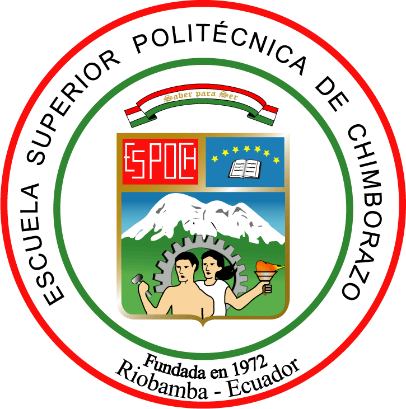 ESCUELA SUPERIOR POLITÉCNICA DE CHIMBORAZO
Saber para Ser
ESPOCH
Fundada en 1972
Riobamba - Ecuador